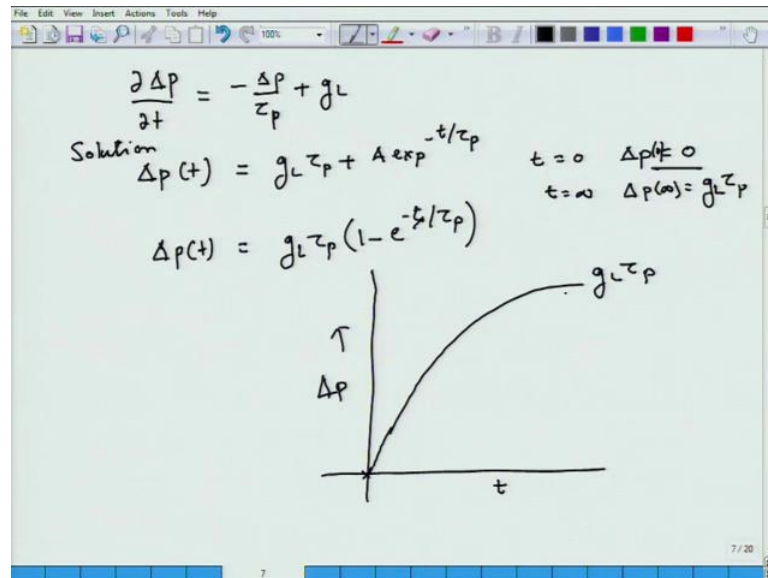 File Edit View Insert Actions Tools Help
100% B I
∂Δp/∂t = -Δp/τp + gL
Solution
Δp(t) = gLτp + A exp^-t/τp
t = 0 Δp(0)= 0
t=∞ Δp(∞) = gLτp
Δp(t) = gLτp(1-e^-t/τp)
gLτp
↑
Δp
t
7 / 20
7